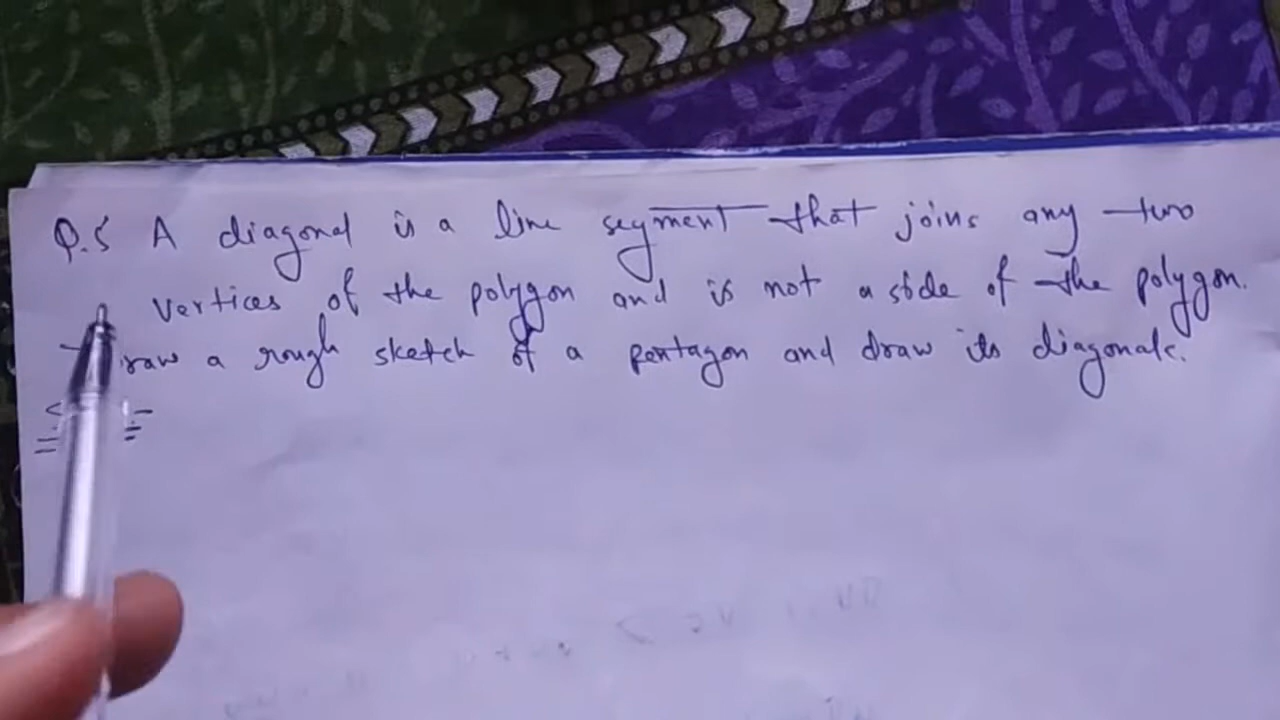 Q.5 A diagonal is a line segment that joins any two
vertices of the polygon and is not a side of the polygon.
raw a rough sketch of a pentagon and draw its diagonals.